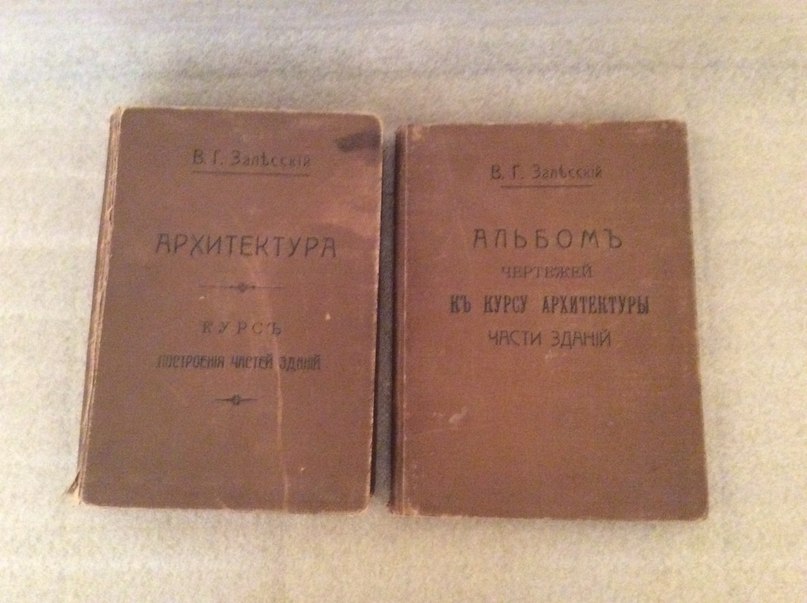 В. Г. Залѣсскій
АРХИТЕКТУРА
КУРСЪ
ПОСТРОЕНІЯ ЧАСТЕЙ ЗДАНІЙ
В. Г. Залѣсскій
АЛЬБОМЪ
ЧЕРТЕЖЕЙ
КЪ КУРСУ АРХИТЕКТУРЫ
ЧАСТИ ЗДАНІЙ